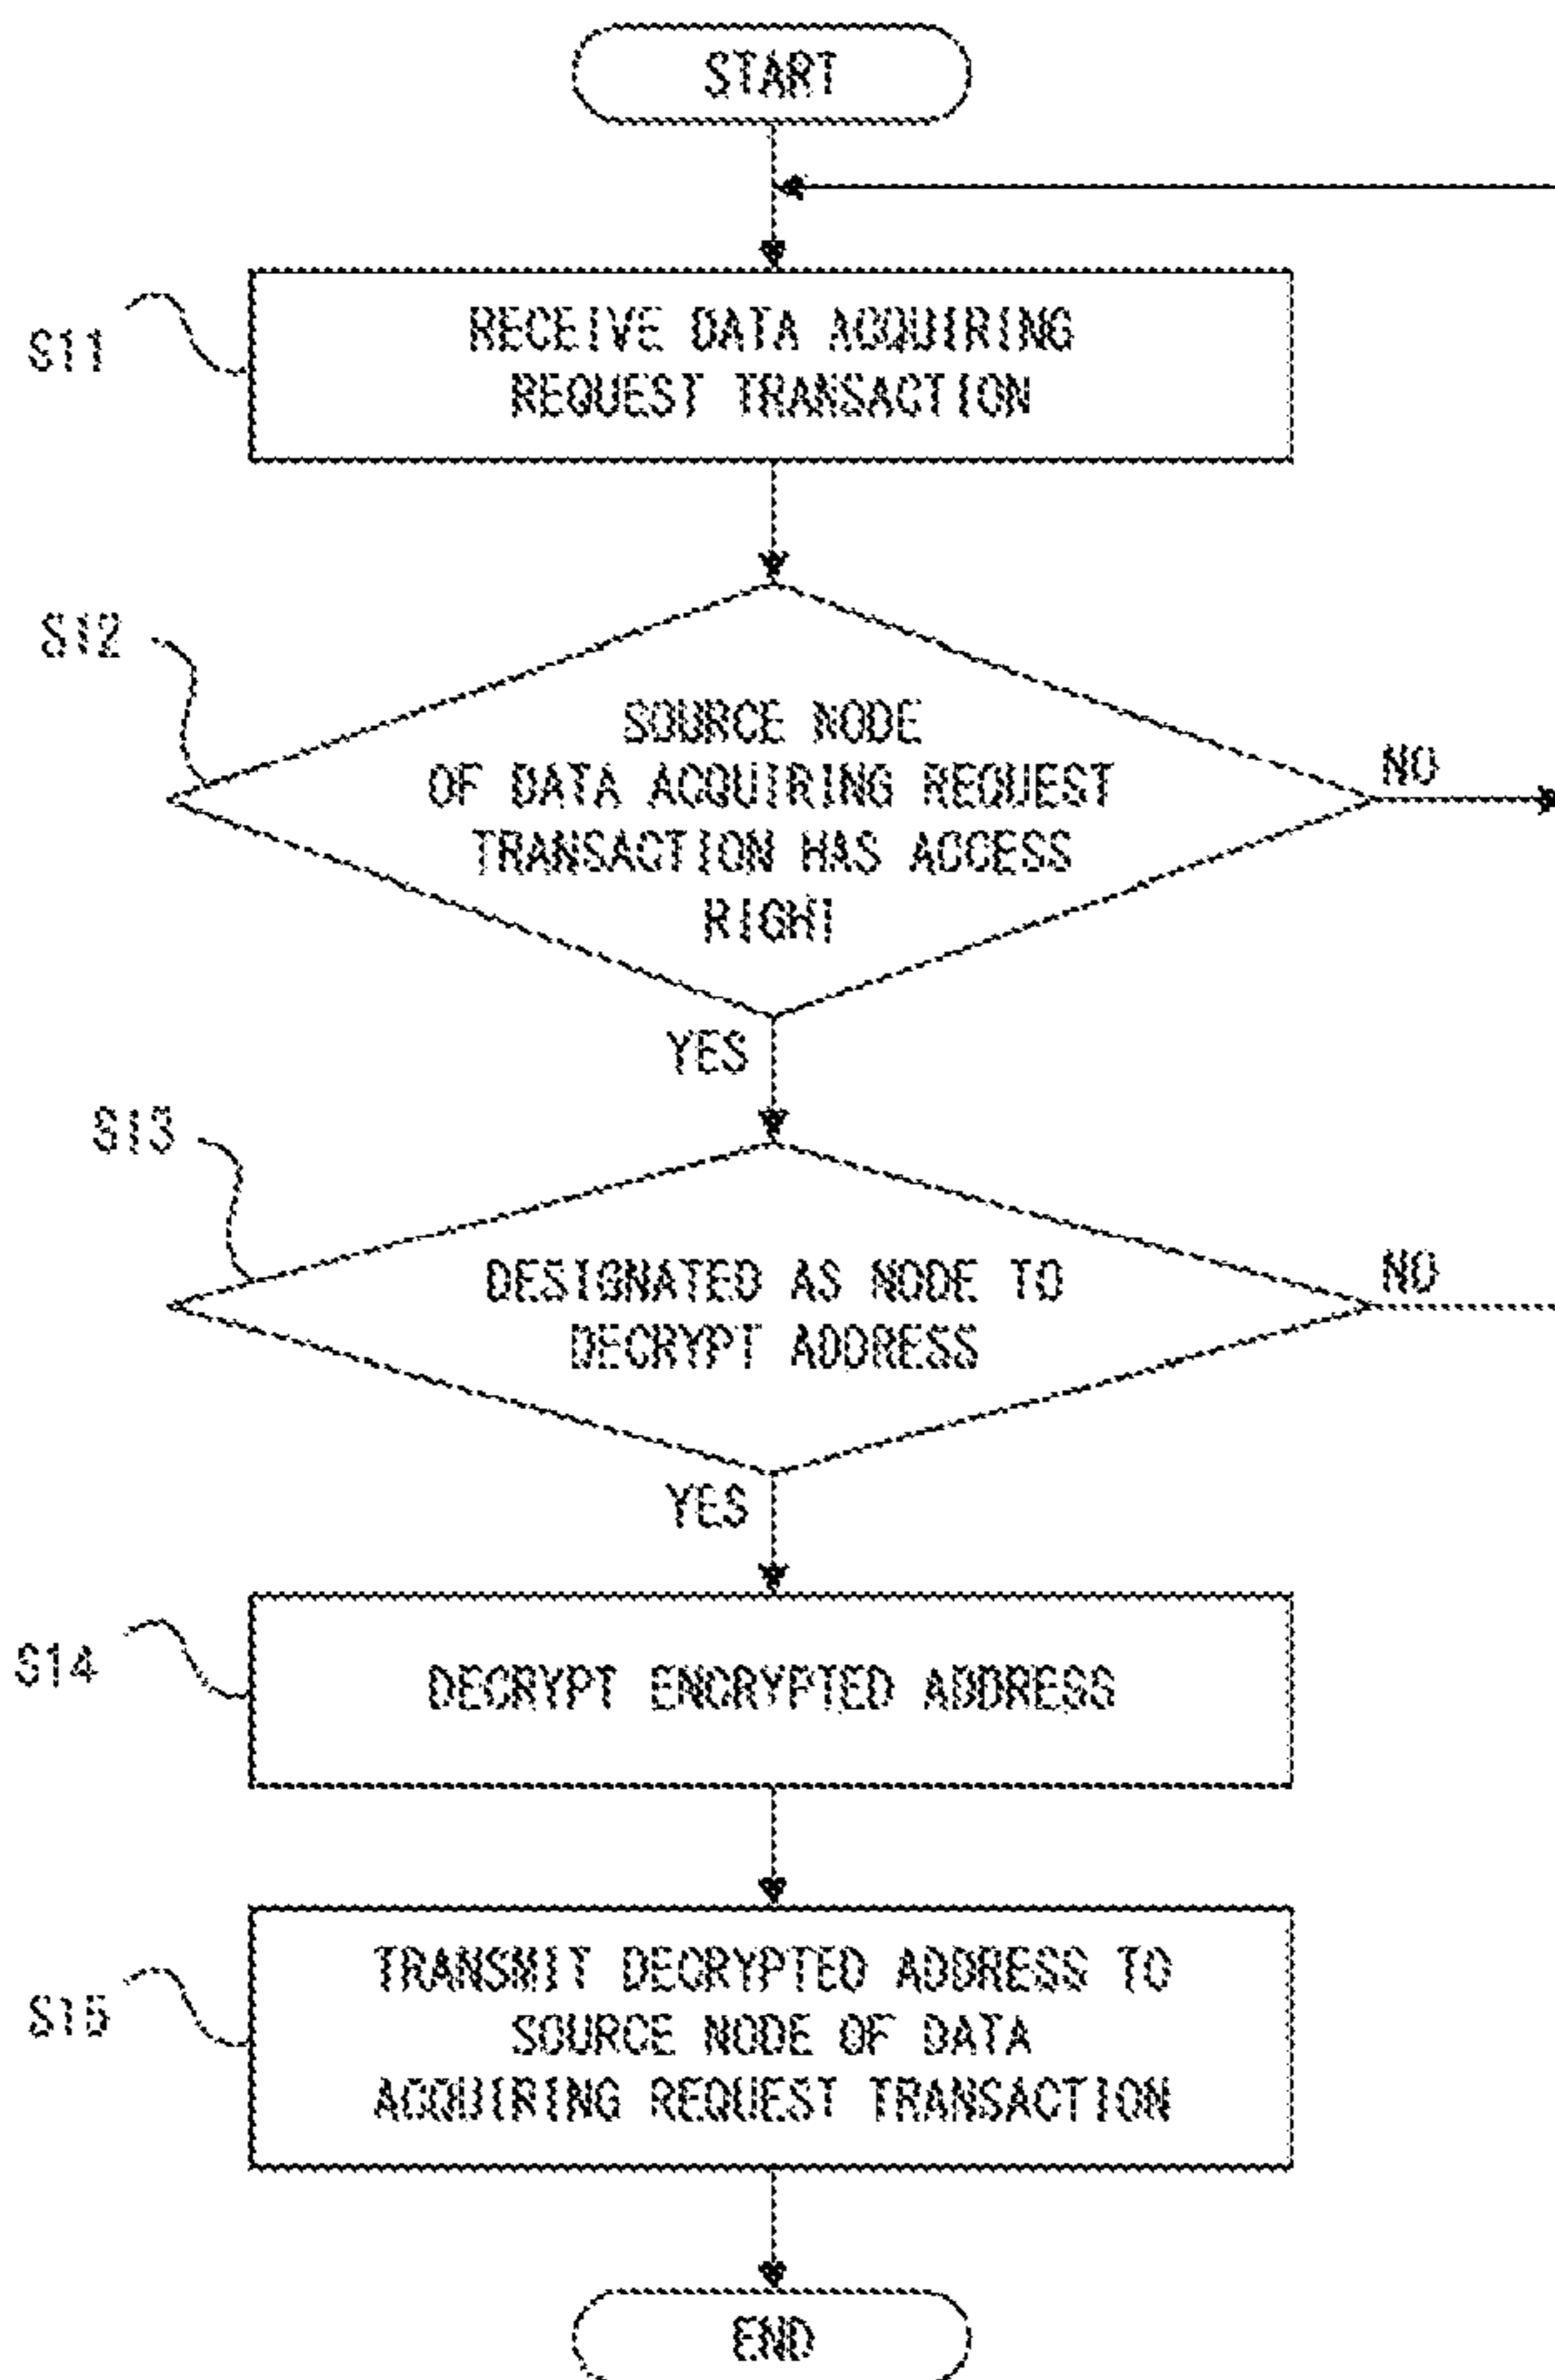 START
S11
RECEIVE DATA ACQUIRING
REQUEST TRANSACTION
S12
SOURCE NODE
OF DATA ACQUIRING REQUEST
TRANSACTION HAS ACCESS
RIGHT
NO
YES
S13
DESIGNATED AS NODE TO
DECRYPT ADDRESS
NO
YES
S14
DECRYPT ENCRYPTED ADDRESS
S15
TRANSMIT DECRYPTED ADDRESS TO
SOURCE NODE OF DATA
ACQUIRING REQUEST TRANSACTION
END